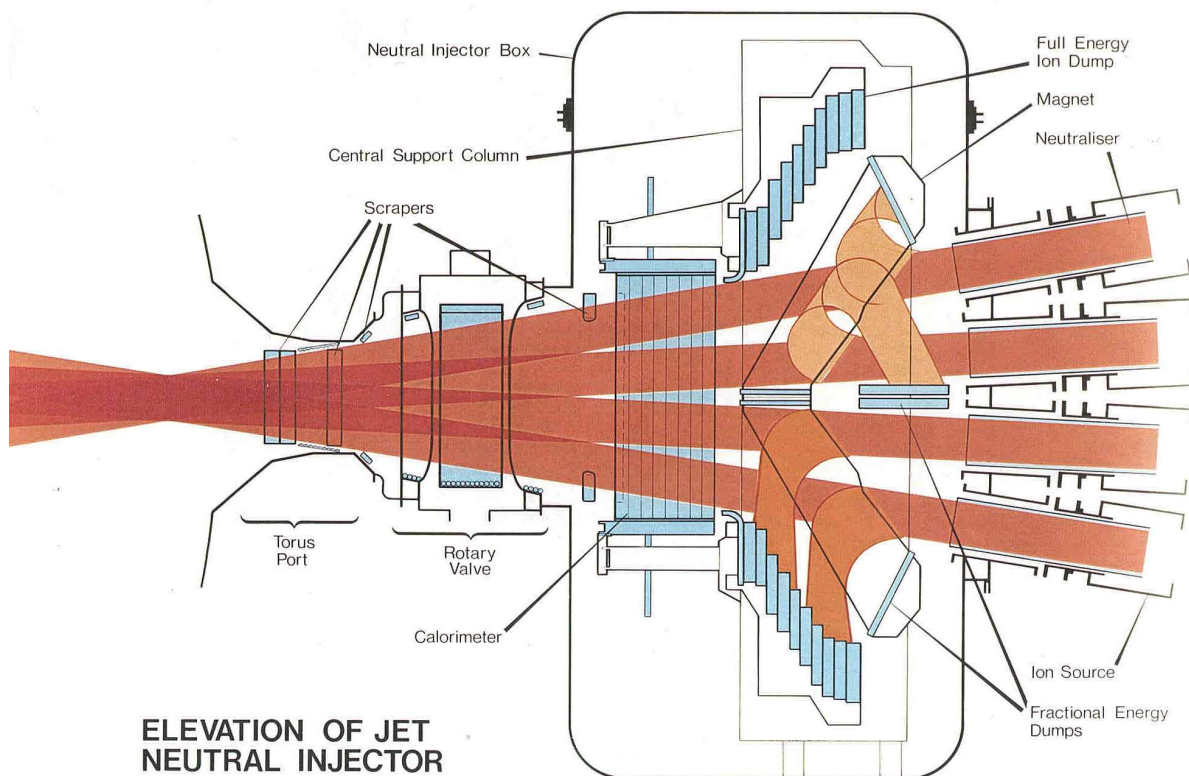 Neutral Injector Box
Full Energy
Ion Dump
Magnet
Neutraliser
Central Support Column
Scrapers
Torus
Port
Rotary
Valve
Calorimeter
Ion Source
Fractional Energy
Dumps
ELEVATION OF JET
NEUTRAL INJECTOR